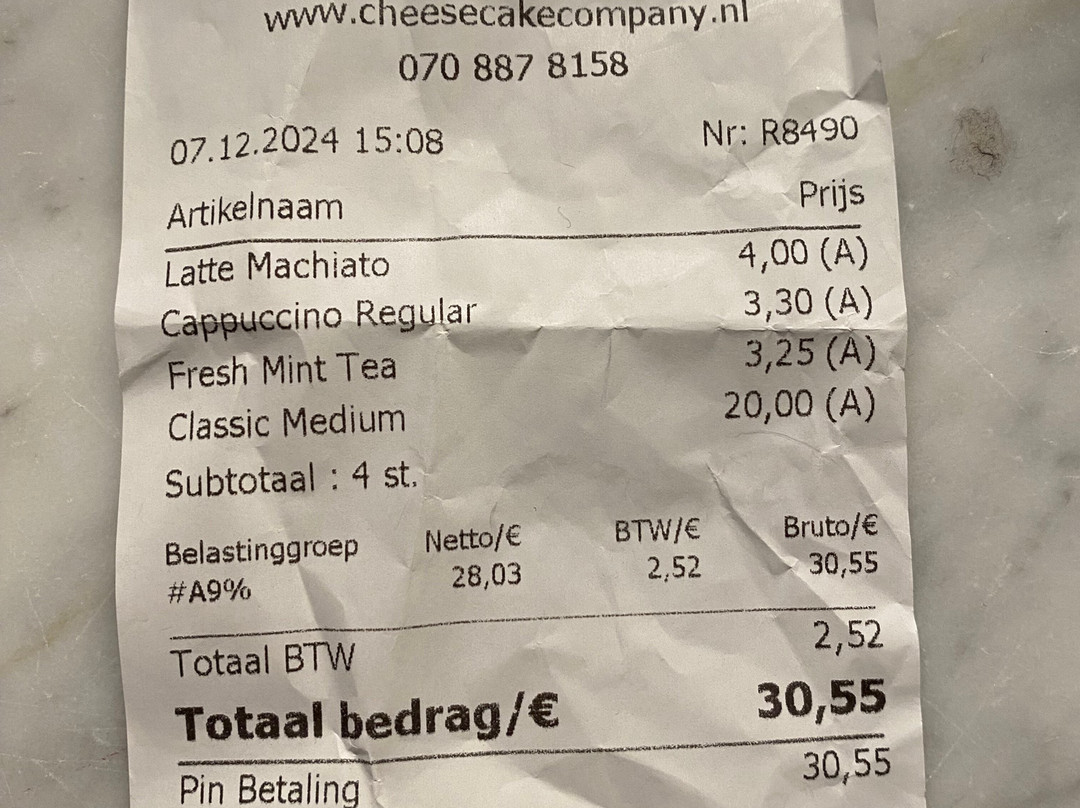 www.cheesecakecompany.nl
070 887 8158
07.12.2024 15:08 Nr: R8490
Artikelnaam Prijs
Latte Machiato 4,00 (A)
Cappuccino Regular 3,30 (A)
Fresh Mint Tea 3,25 (A)
Classic Medium 20,00 (A)
Subtotaal : 4 st.
Belastinggroep Netto/€ BTW/€ Bruto/€
#A9% 28,03 2,52 30,55
Totaal BTW 2,52
Totaal bedrag/€ 30,55
Pin Betaling 30,55